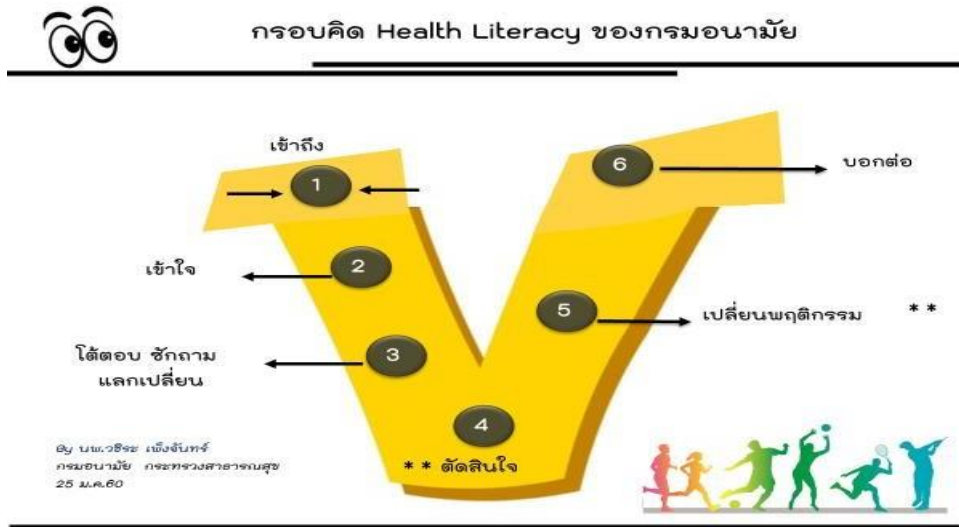 กรอบคิด Health Literacy ของกรมอนามัย
เข้าถึง
1
6
บอกต่อ
2
เข้าใจ
5
เปลี่ยนพฤติกรรม **
3
โต้ตอบ ซักถาม
แลกเปลี่ยน
4
** ตัดสินใจ
By นพ.วชิระ เพ็งจันทร์
กรมอนามัย กระทรวงสาธารณสุข
25 ม.ค.60